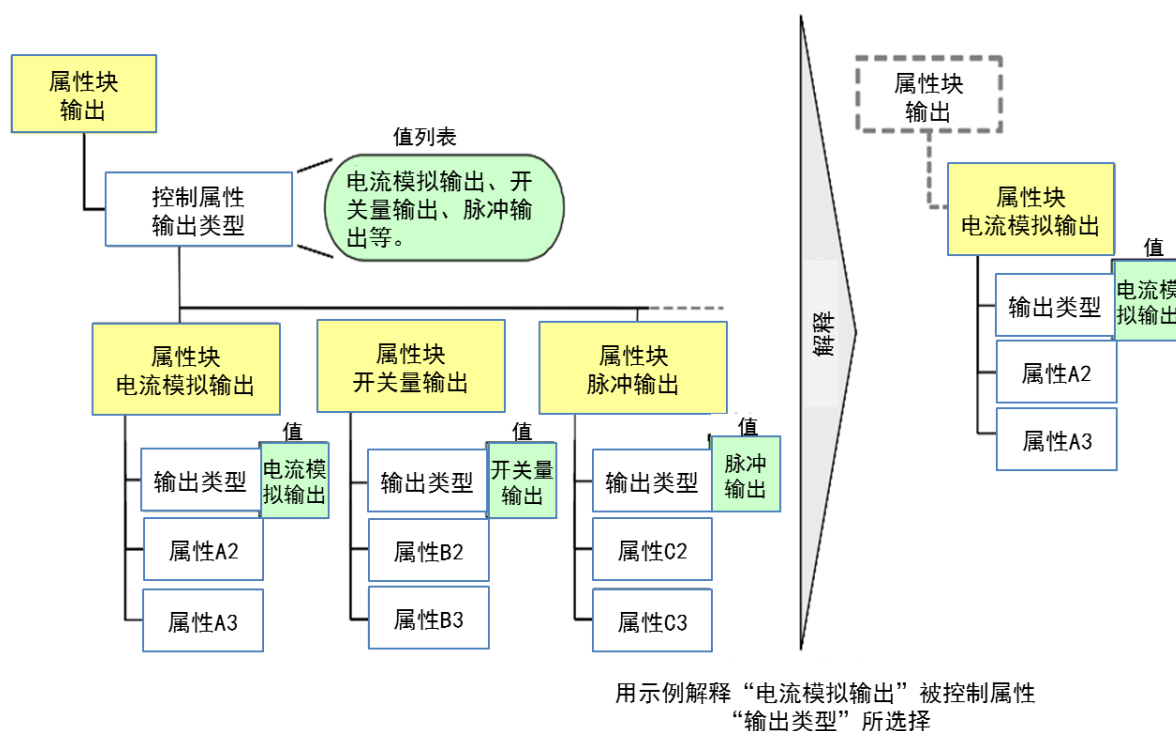 属性块
输出
值列表
控制属性
输出类型
电流模拟输出、开
关量输出、脉冲输
出等。
属性块
电流模拟输出
属性块
开关量输出
属性块
脉冲输出
值
输出类型
电流模
拟输出
属性A2
属性A3
值
输出类型
开关量
输出
属性B2
属性B3
值
输出类型
脉冲
输出
属性C2
属性C3
解释
属性块
输出
属性块
电流模拟输出
值
输出类型
电流模
拟输出
属性A2
属性A3
用示例解释“电流模拟输出”被控制属性
“输出类型”所选择